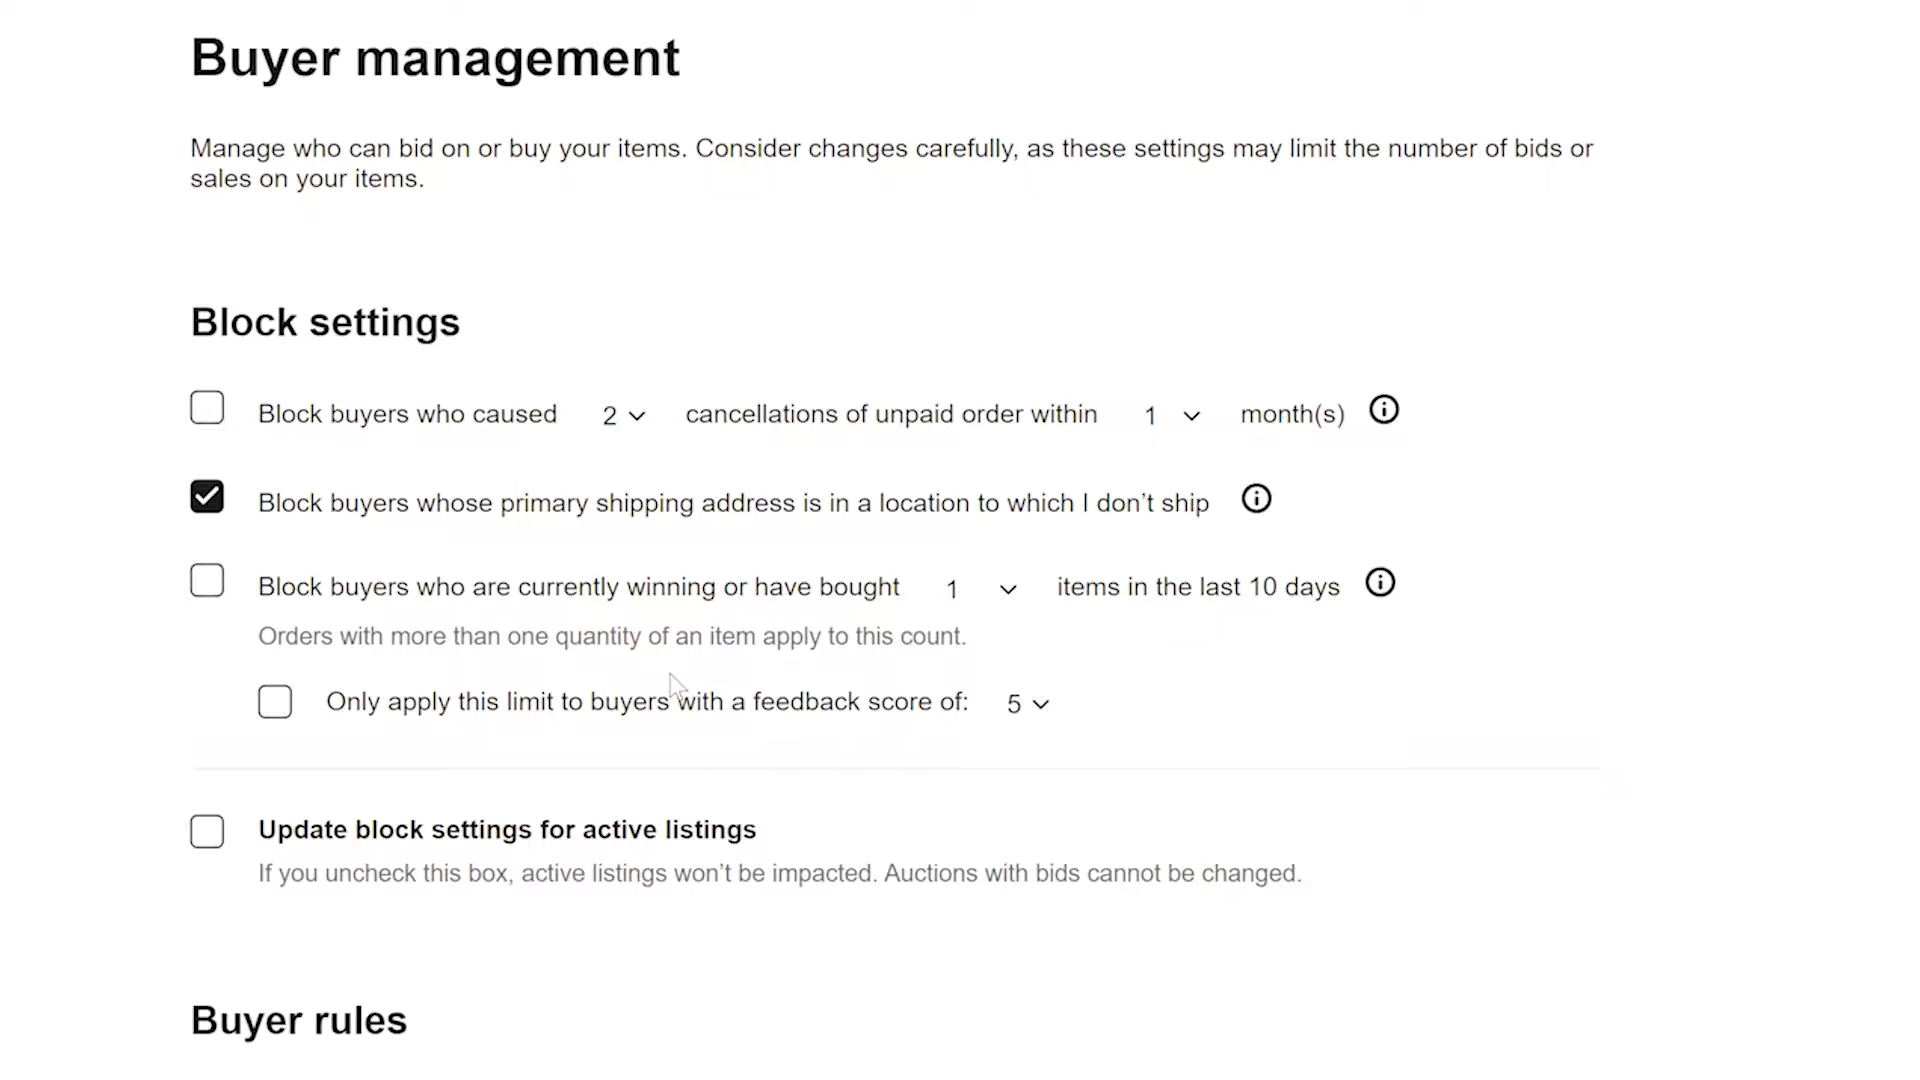 Buyer management
Manage who can bid on or buy your items. Consider changes carefully, as these settings may limit the number of bids or
sales on your items.
Block settings
Block buyers who caused 2 cancellations of unpaid order within 1 month(s)
Block buyers whose primary shipping address is in a location to which I don’t ship
Block buyers who are currently winning or have bought 1 items in the last 10 days
Orders with more than one quantity of an item apply to this count.
Only apply this limit to buyers with a feedback score of: 5
Update block settings for active listings
If you uncheck this box, active listings won’t be impacted. Auctions with bids cannot be changed.
Buyer rules